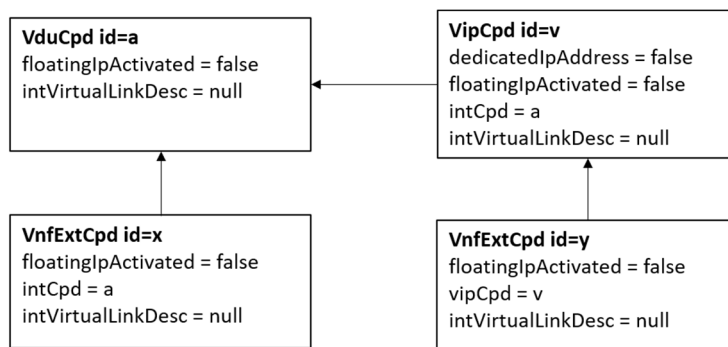 VduCpd id=a
floatingIpActivated = false
intVirtualLinkDesc = null
VipCpd id=v
dedicatedIpAddress = false
floatingIpActivated = false
intCpd = a
intVirtualLinkDesc = null
VnfExtCpd id=x
floatingIpActivated = false
intCpd = a
intVirtualLinkDesc = null
VnfExtCpd id=y
floatingIpActivated = false
vipCpd = v
intVirtualLinkDesc = null